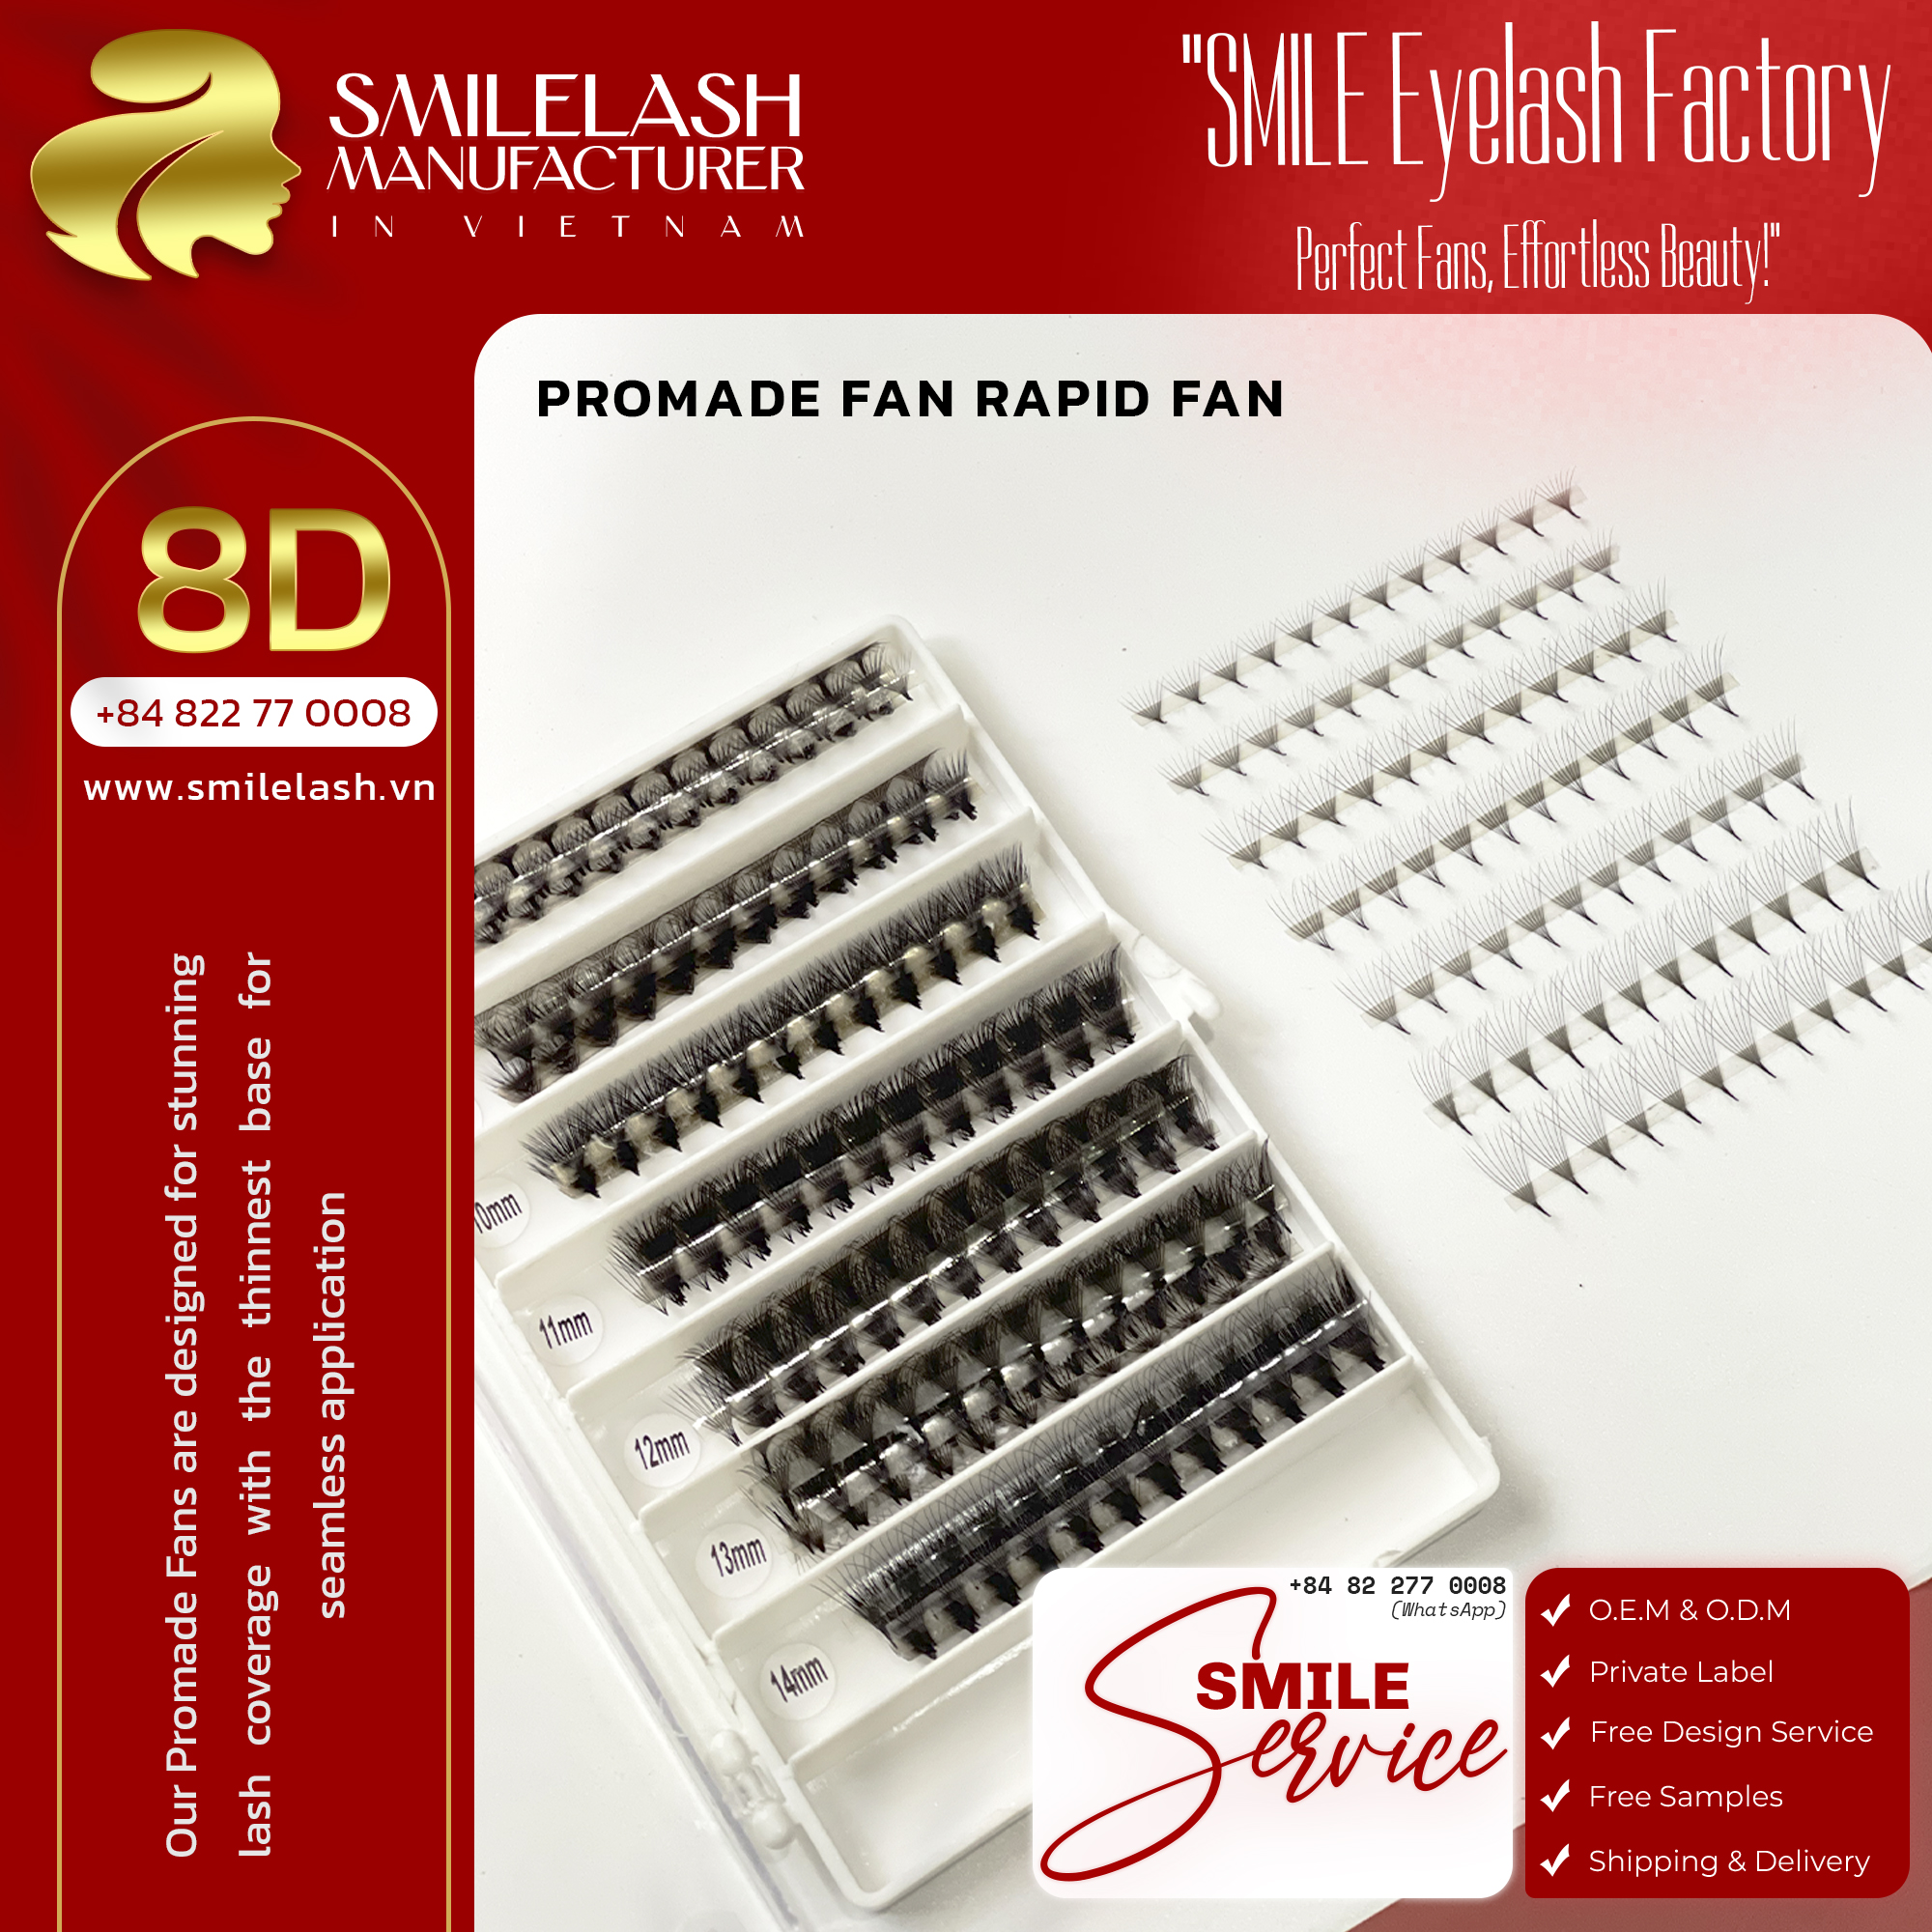 SMILELASH
MANUFACTURER
IN VIETNAM
"SMILE Eyelash Factory
Perfect Fans, Effortless Beauty!"
PROMADE FAN RAPID FAN
8D
+84 822 77 0008
www.smilelash.vn
Our Promade Fans are designed for stunning
lash coverage with the thinnest base for
seamless application
10mm
11mm
12mm
13mm
14mm
+84 82 277 0008
(WhatsApp)
SMILE
Service
O.E.M & O.D.M
Private Label
Free Design Service
Free Samples
Shipping & Delivery